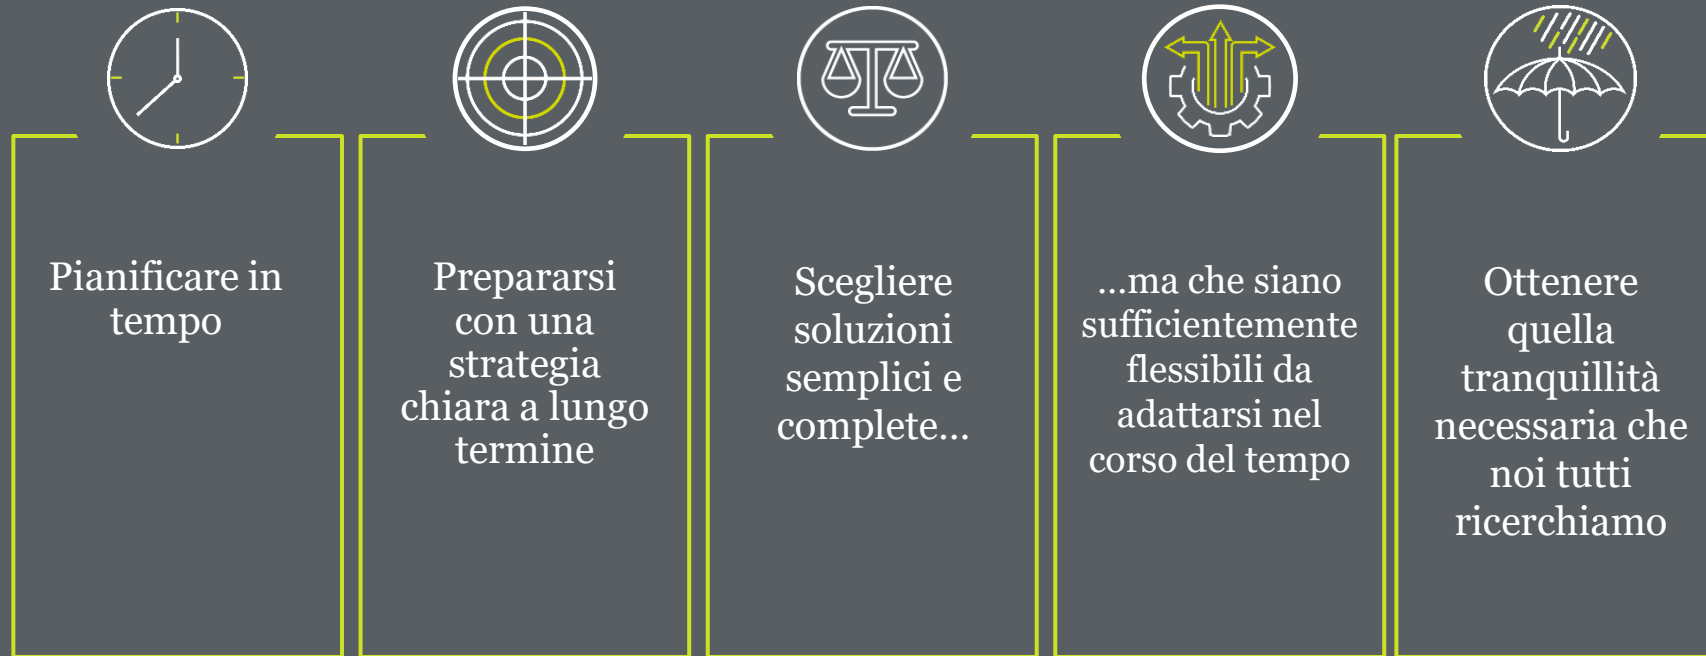 Pianificare in
tempo
Prepararsi
con una
strategia
chiara a lungo
termine
Scegliere
soluzioni
semplici e
complete...
...ma che siano
sufficientemente
flessibili da
adattarsi nel
corso del tempo
Ottenere
quella
tranquillità
necessaria che
noi tutti
ricerchiamo